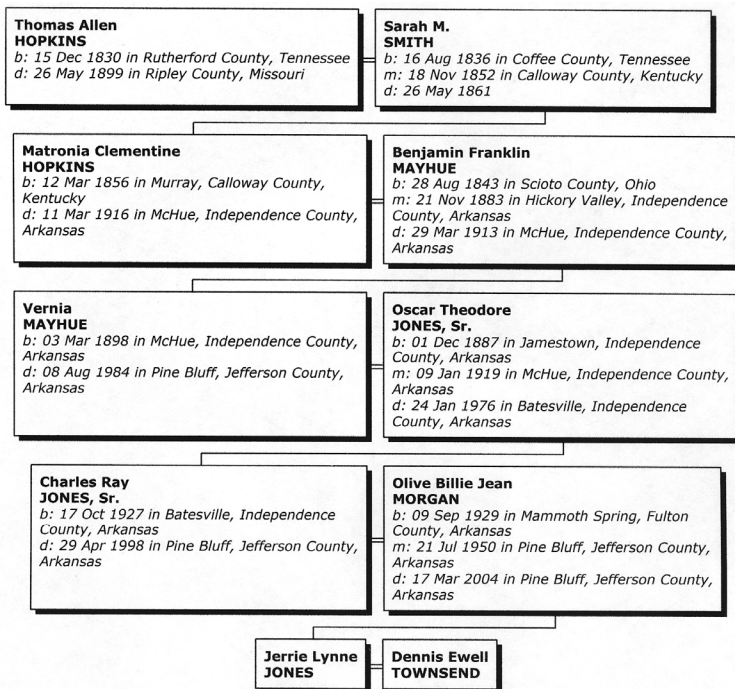 Thomas Allen
HOPKINS
b: 15 Dec 1830 in Rutherford County, Tennessee
d: 26 May 1899 in Ripley County, Missouri
Sarah M.
SMITH
b: 16 Aug 1836 in Coffee County, Tennessee
m: 18 Nov 1852 in Calloway County, Kentucky
d: 26 May 1861
Matronia Clementine
HOPKINS
b: 12 Mar 1856 in Murray, Calloway County,
Kentucky
d: 11 Mar 1916 in McHue, Independence County,
Arkansas
Benjamin Franklin
MAYHUE
b: 28 Aug 1843 in Scioto County, Ohio
m: 21 Nov 1883 in Hickory Valley, Independence
County, Arkansas
d: 29 Mar 1913 in McHue, Independence County,
Arkansas
Vernia
MAYHUE
b: 03 Mar 1898 in McHue, Independence County,
Arkansas
d: 08 Aug 1984 in Pine Bluff, Jefferson County,
Arkansas
Oscar Theodore
JONES, Sr.
b: 01 Dec 1887 in Jamestown, Independence
County, Arkansas
m: 09 Jan 1919 in McHue, Independence County,
Arkansas
d: 24 Jan 1976 in Batesville, Independence
County, Arkansas
Charles Ray
JONES, Sr.
b: 17 Oct 1927 in Batesville, Independence
County, Arkansas
d: 29 Apr 1998 in Pine Bluff, Jefferson County,
Arkansas
Olive Billie Jean
MORGAN
b: 09 Sep 1929 in Mammoth Spring, Fulton
County, Arkansas
m: 21 Jul 1950 in Pine Bluff, Jefferson County,
Arkansas
d: 17 Mar 2004 in Pine Bluff, Jefferson County,
Arkansas
Jerrie Lynne
JONES
Dennis Ewell
TOWNSEND